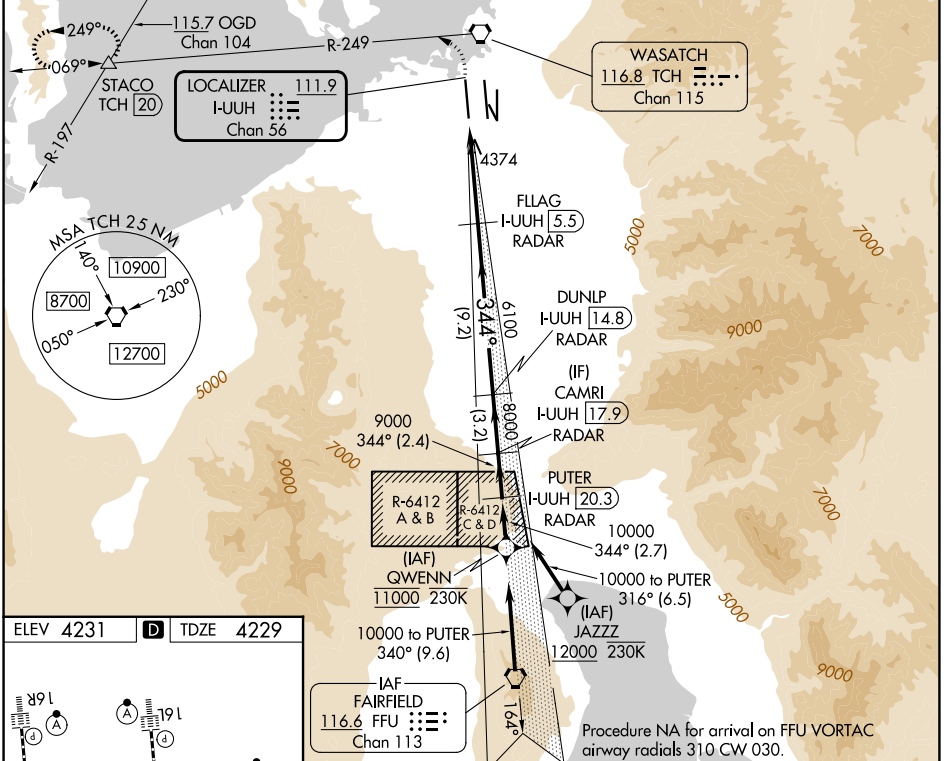 249°
115.7 OGD
Chan 104
R-249
069°
STACO
TCH 20
LOCALIZER 111.9
I-UUH
Chan 56
WASATCH
116.8 TCH
Chan 115
R-197
4374
FLLAG
I-UUH 5.5
RADAR
5000
7000
MSA TCH 25 NM
140°
10900
8700
230°
050°
12700
344°
6100
(9.2)
DUNLP
I-UUH 14.8
RADAR
9000
(IF)
CAMRI
I-UUH 17.9
RADAR
5000
8000
(3.2)
9000
344° (2.4)
7000
9000
PUTER
I-UUH 20.3
RADAR
7000
R-6412
A & B
R-6412
C & D
10000
344° (2.7)
(IAF)
QWENN
11000 230K
10000 to PUTER
316° (6.5)
(IAF)
JAZZZ
12000 230K
5000
10000 to PUTER
340° (9.6)
9000
IAF
FAIRFIELD
116.6 FFU
Chan 113
164°
Procedure NA for arrival on FFU VORTAC
airway radials 310 CW 030.
ELEV 4231
D
TDZE 4229
16R
A
P
A
16L
P